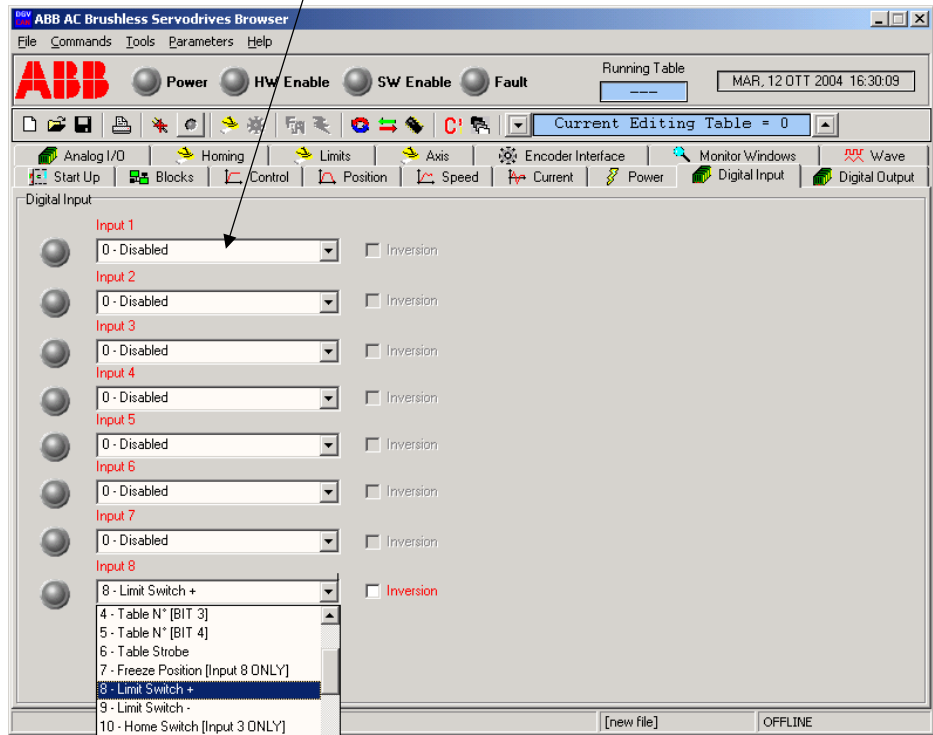 DGV CAN ABB AC Brushless Servodrives Browser
File Commands Tools Parameters Help
ABB Power HW Enable SW Enable Fault
Running Table
---
MAR, 12 OTT 2004 16:30:09
Current Editing Table = 0
Analog I/O Homing Limits Axis Encoder Interface Monitor Windows Wave
Start Up Blocks Control Position Speed Current Power Digital Input Digital Output
Digital Input
Input 1
0 - Disabled Inversion
Input 2
0 - Disabled Inversion
Input 3
0 - Disabled Inversion
Input 4
0 - Disabled Inversion
Input 5
0 - Disabled Inversion
Input 6
0 - Disabled Inversion
Input 7
0 - Disabled Inversion
Input 8
8 - Limit Switch + Inversion
4 - Table N° [BIT 3]
5 - Table N° [BIT 4]
6 - Table Strobe
7 - Freeze Position [Input 8 ONLY]
8 - Limit Switch +
9 - Limit Switch -
10 - Home Switch [Input 3 ONLY]
[new file] OFFLINE